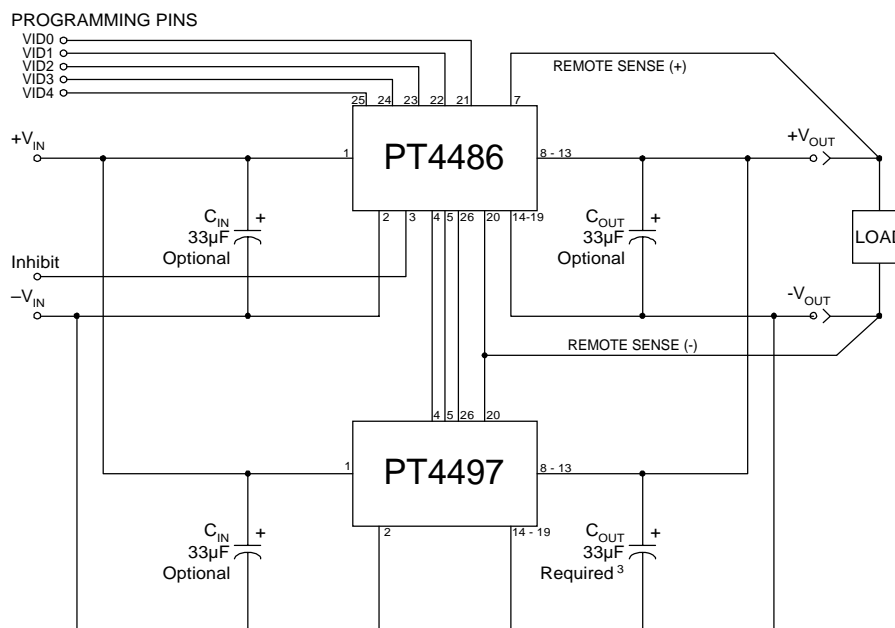 PROGRAMMING PINS
VID0
VID1
VID2
VID3
VID4
25 24 23 22 21 7
REMOTE SENSE (+)
+VIN
1
PT4486
8 - 13
+VOUT
2 3 4 5 26 20 14-19
CIN
+
33µF
Optional
COUT
+
33µF
Optional
LOAD
Inhibit
–VIN
-VOUT
REMOTE SENSE (-)
4 5 26 20
1
PT4497
8 - 13
2
14 - 19
CIN
+
33µF
Optional
COUT
+
33µF
Required 3